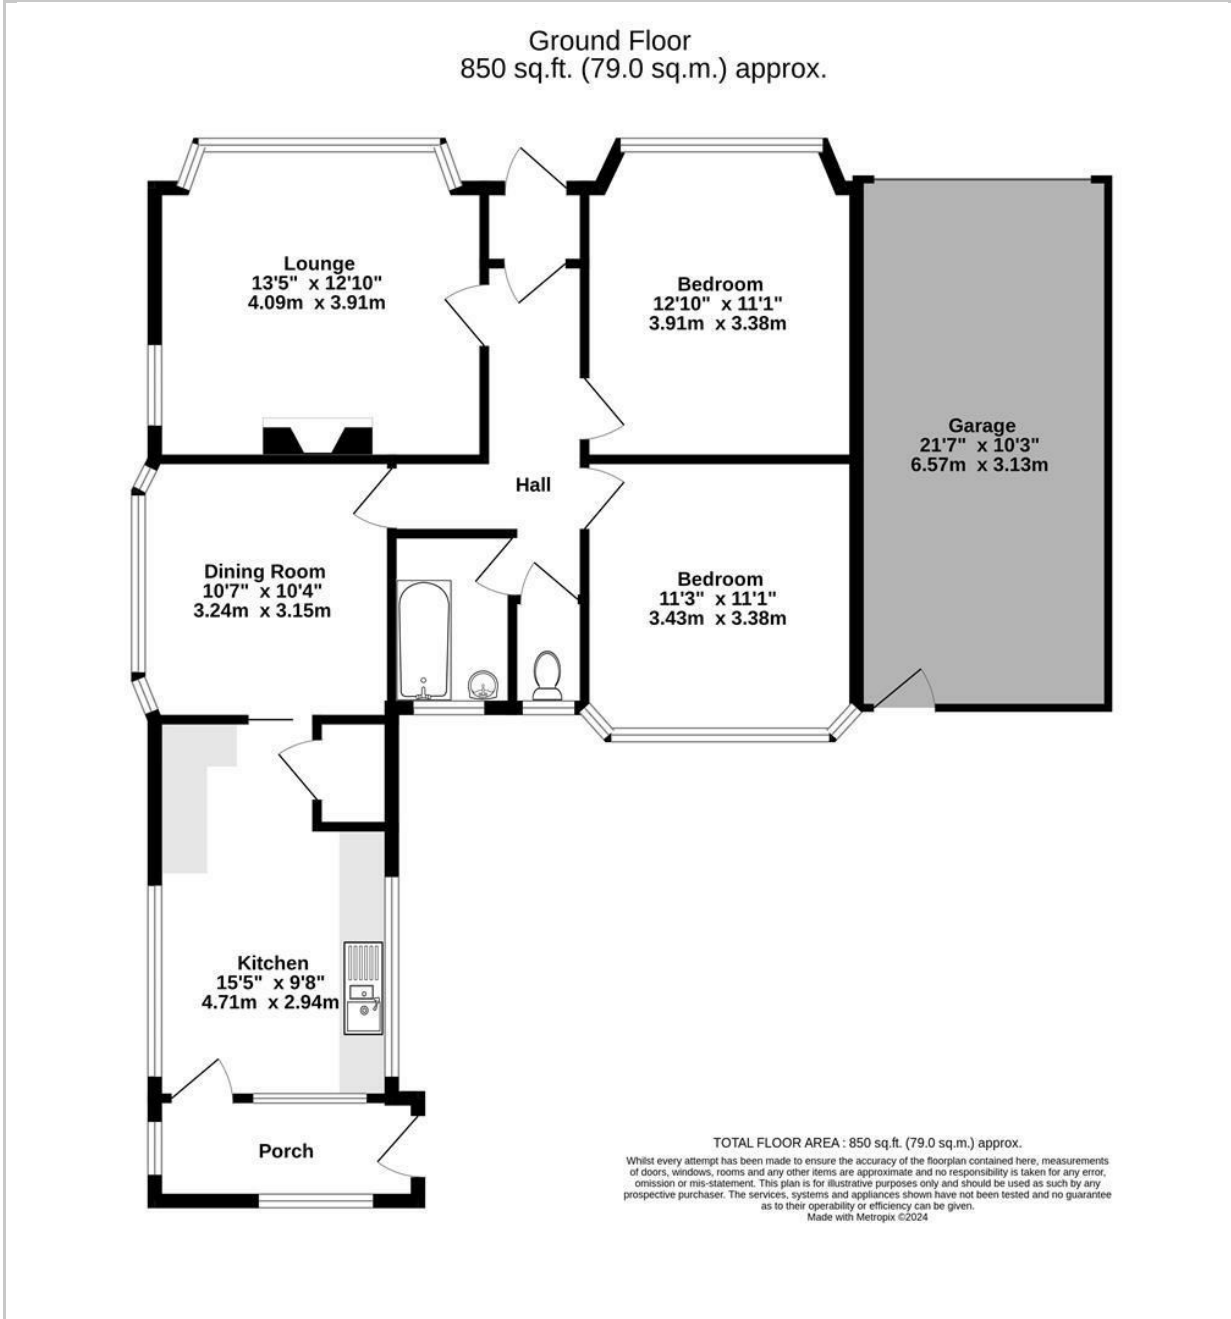 Ground Floor
850 sq.ft. (79.0 sq.m.) approx.
Lounge
13'5" x 12'10"
4.09m x 3.91m
Bedroom
12'10" x 11'1"
3.91m x 3.38m
Garage
21'7" x 10'3"
6.57m x 3.13m
Hall
Dining Room
10'7" x 10'4"
3.24m x 3.15m
Bedroom
11'3" x 11'1"
3.43m x 3.38m
Kitchen
15'5" x 9'8"
4.71m x 2.94m
Porch
TOTAL FLOOR AREA : 850 sq.ft. (79.0 sq.m.) approx.
Whilst every attempt has been made to ensure the accuracy of the floorplan contained here, measurements
of doors, windows, rooms and any other items are approximate and no responsibility is taken for any error,
omission or mis-statement. This plan is for illustrative purposes only and should be used as such by any
prospective purchaser. The services, systems and appliances shown have not been tested and no guarantee
as to their operability or efficiency can be given.
Made with Metropix ©2024